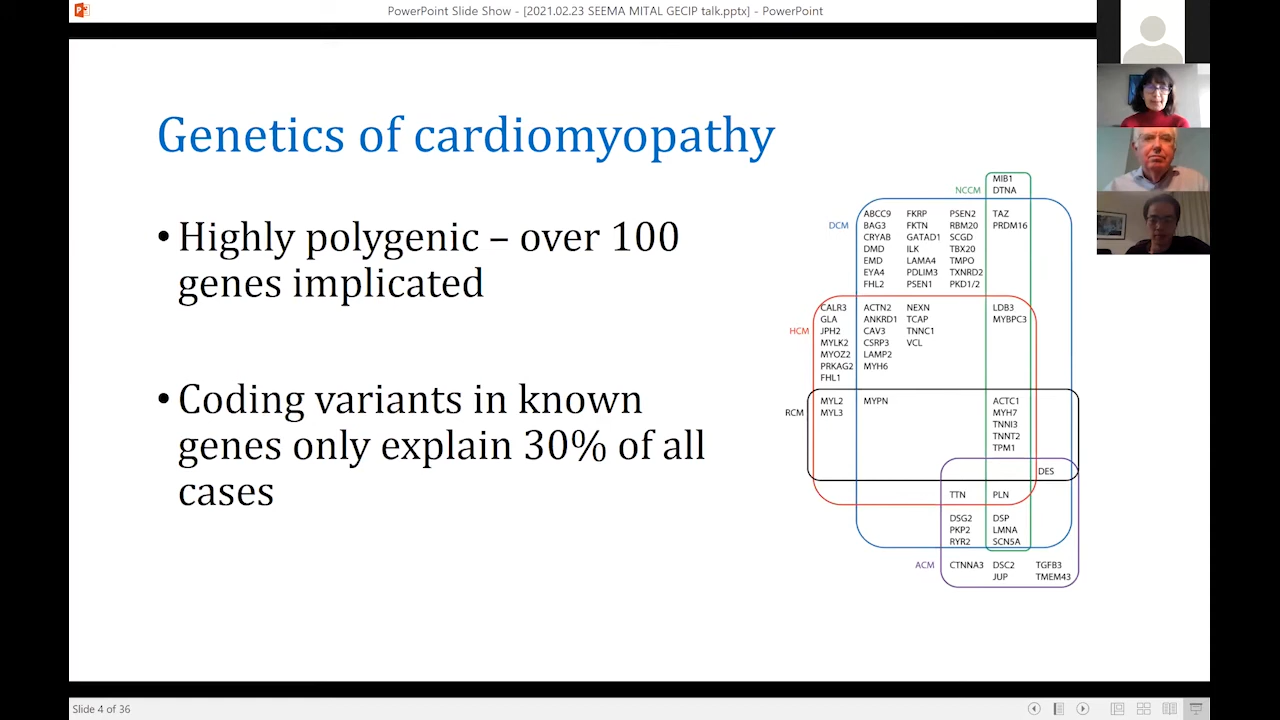 PowerPoint Slide Show - [2021.02.23 SEEMA MITAL GECIP talk.pptx] - PowerPoint
Genetics of cardiomyopathy
• Highly polygenic – over 100
genes implicated
• Coding variants in known
genes only explain 30% of all
cases
MIB1
NCCM DTNA
DCM ABCC9 FKRP PSEN2 TAZ
BAG3 FKTN RBM20 PRDM16
CRYAB GATAD1 SCGD
DMD ILK TBX20
EMD LAMA4 TMPO
EYA4 PDLIM3 TXNRD2
FHL2 PSEN1 PKD1/2
CALR3 ACTN2 NEXN LDB3
GLA ANKRD1 TCAP MYBPC3
HCM JPH2 CAV3 TNNC1
MYLK2 CSRP3 VCL
MYOZ2 LAMP2
PRKAG2 MYH6
FHL1
MYL2 MYPN ACTC1
RCM MYL3 MYH7
TNNI3
TNNT2
TPM1
DES
TTN PLN
DSG2 DSP
PKP2 LMNA
RYR2 SCN5A
ACM CTNNA3 DSC2 TGFB3
JUP TMEM43
Slide 4 of 36